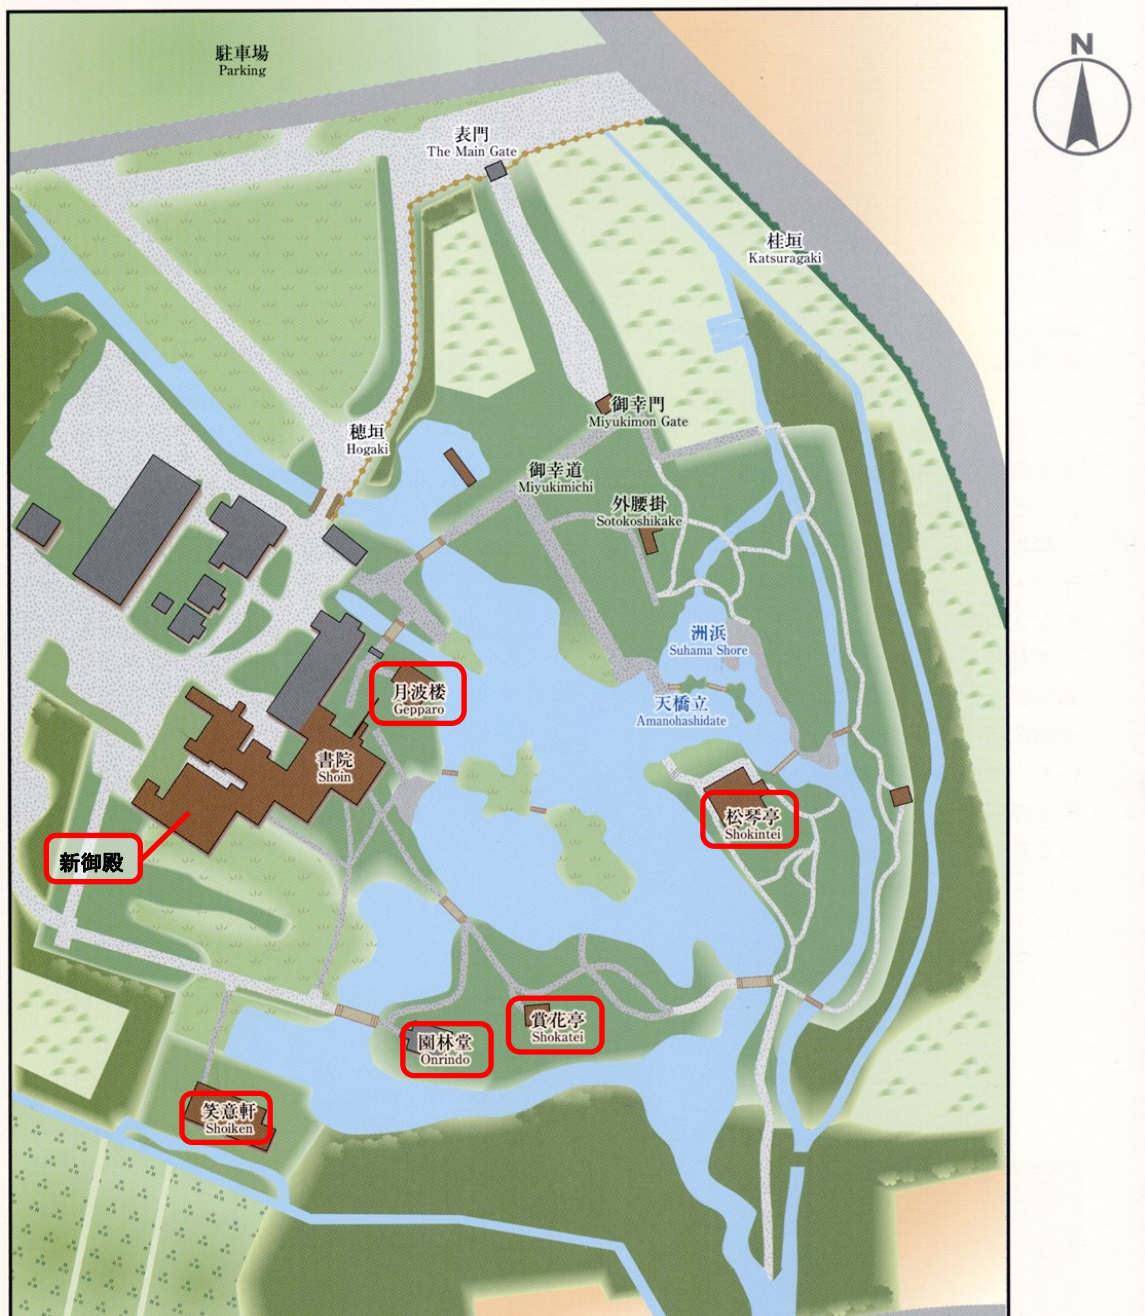 駐車場
Parking
N
表門
The Main Gate
桂垣
Katsuragaki
御幸門
Miyukimon Gate
穂垣
Hogaki
御幸道
Miyukimichi
外腰掛
Sotokoshikake
洲浜
Suhama Shore
月波楼
Gepparo
天橋立
Amanohashidate
書院
Shoin
松琴亭
Shokintei
新御殿
賞花亭
Shokatei
園林堂
Onrindo
笑意軒
Shoiken